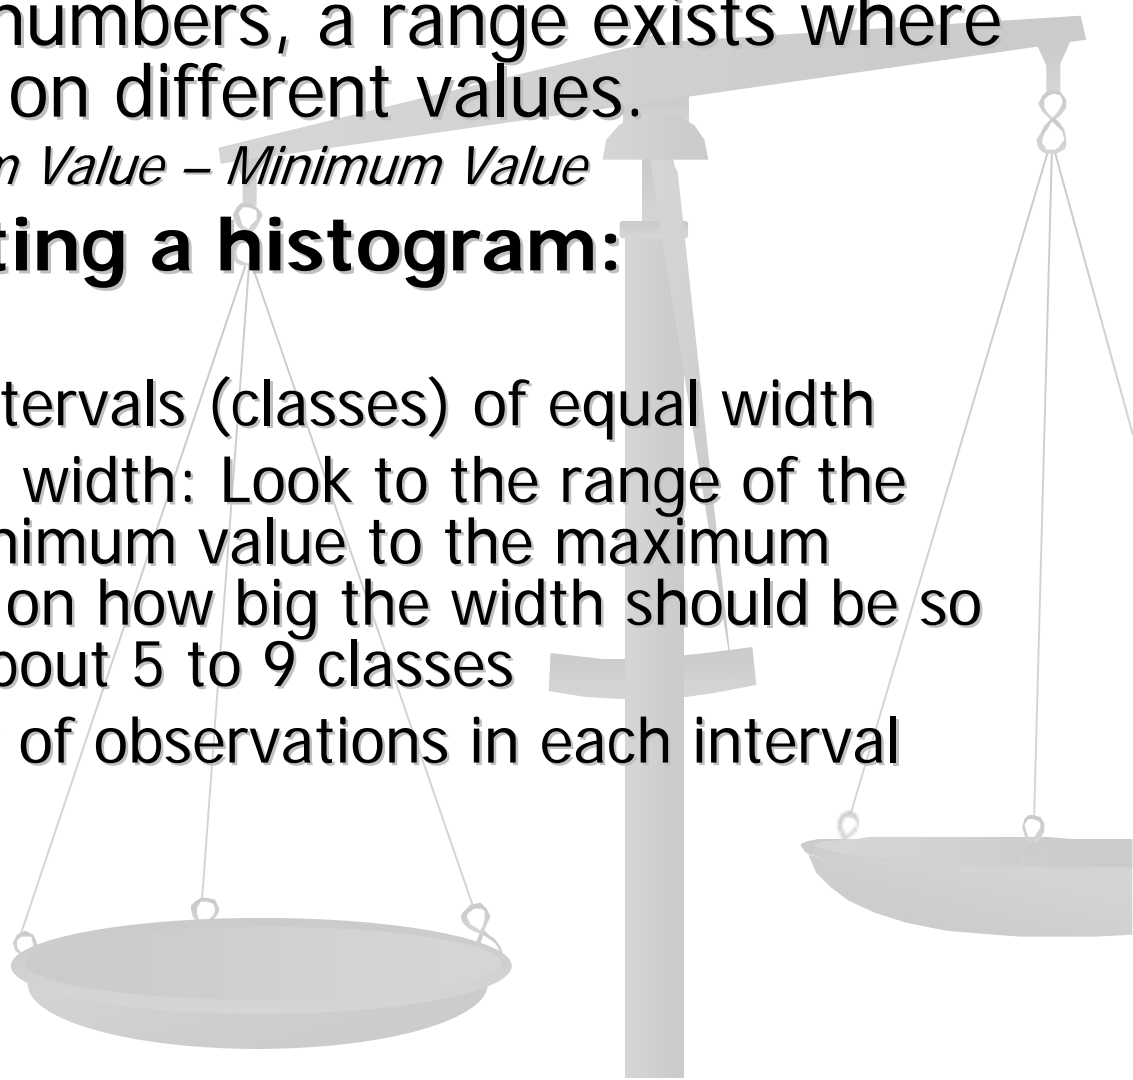 numbers, a range exists where
on different values.
m Value – Minimum Value
ting a histogram:
tervals (classes) of equal width
width: Look to the range of the
nimum value to the maximum
on how big the width should be so
bout 5 to 9 classes
of observations in each interval